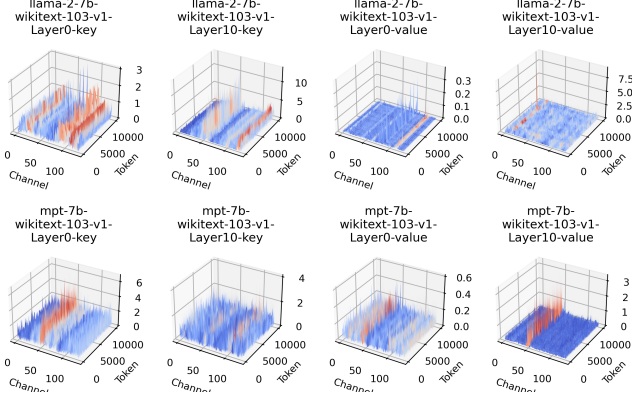 llama-2-7b-
wikitext-103-v1-
Layer0-key
3
2
1
0
10000
5000
0
Token
0
50
100
Channel
llama-2-7b-
wikitext-103-v1-
Layer10-key
10
5
0
10000
5000
0
Token
0
50
100
Channel
llama-2-7b-
wikitext-103-v1-
Layer0-value
0.3
0.2
0.1
0.0
10000
5000
0
Token
0
50
100
Channel
llama-2-7b-
wikitext-103-v1-
Layer10-value
7.5
5.0
2.5
0.0
10000
5000
0
Token
0
50
100
Channel
mpt-7b-
wikitext-103-v1-
Layer0-key
6
4
2
0
10000
5000
0
Token
0
50
100
Channel
mpt-7b-
wikitext-103-v1-
Layer10-key
4
2
0
10000
5000
0
Token
0
50
100
Channel
mpt-7b-
wikitext-103-v1-
Layer0-value
0.6
0.4
0.2
0.0
10000
5000
0
Token
0
50
100
Channel
mpt-7b-
wikitext-103-v1-
Layer10-value
3
2
1
0
10000
5000
0
Token
0
50
100
Channel